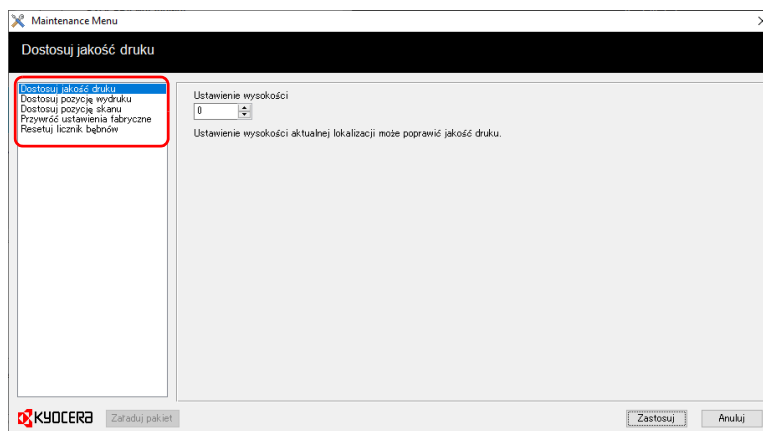 Maintenance Menu
Dostosuj jakość druku
Dostosuj jakość druku
Dostosuj pozycję wydruku
Dostosuj pozycję skanu
Przywróć ustawienia fabryczne
Resetuj licznik bębnów
Ustawienie wysokości
0
Ustawienie wysokości aktualnej lokalizacji może poprawić jakość druku.
KYOCERA
Załaduj pakiet
Zastosuj
Anuluj